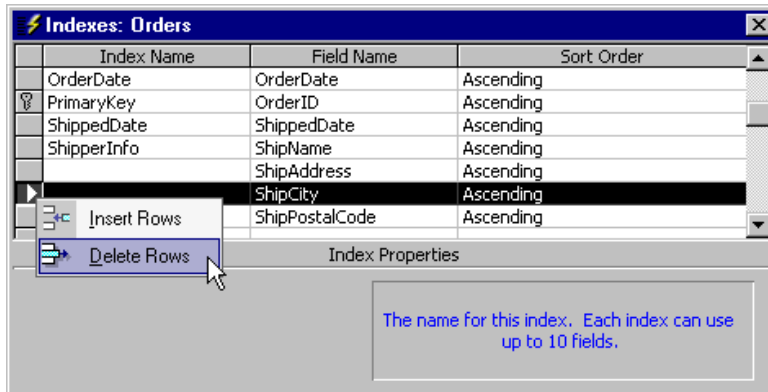 Indexes: Orders
Index Name Field Name Sort Order
OrderDate OrderDate Ascending
PrimaryKey OrderID Ascending
ShippedDate ShippedDate Ascending
ShipperInfo ShipName Ascending
ShipAddress Ascending
ShipCity Ascending
Insert Rows ShipPostalCode Ascending
Delete Rows Index Properties
The name for this index. Each index can use
up to 10 fields.